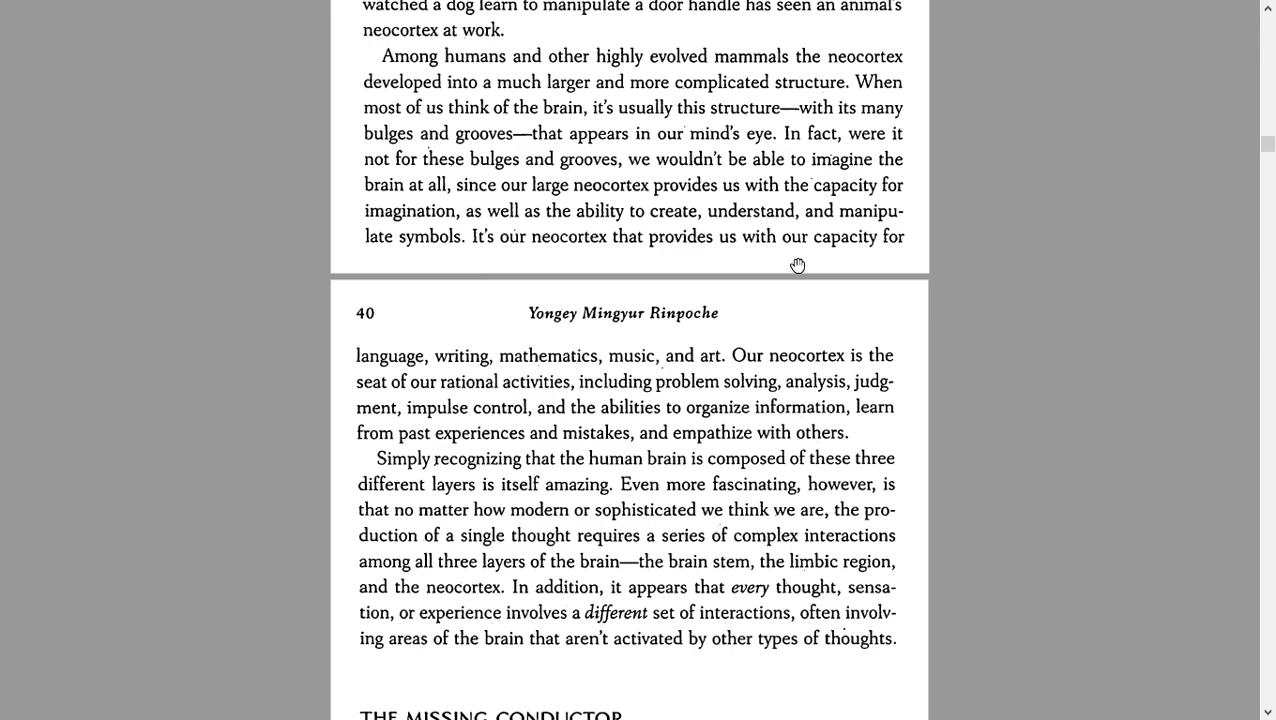 watched a dog learn to manipulate a door handle has seen an animal's
neocortex at work.
Among humans and other highly evolved mammals the neocortex
developed into a much larger and more complicated structure. When
most of us think of the brain, it's usually this structure—with its many
bulges and grooves—that appears in our mind's eye. In fact, were it
not for these bulges and grooves, we wouldn't be able to imagine the
brain at all, since our large neocortex provides us with the capacity for
imagination, as well as the ability to create, understand, and manipu-
late symbols. It's our neocortex that provides us with our capacity for
40 Yongey Mingyur Rinpoche
language, writing, mathematics, music, and art. Our neocortex is the
seat of our rational activities, including problem solving, analysis, judg-
ment, impulse control, and the abilities to organize information, learn
from past experiences and mistakes, and empathize with others.
Simply recognizing that the human brain is composed of these three
different layers is itself amazing. Even more fascinating, however, is
that no matter how modern or sophisticated we think we are, the pro-
duction of a single thought requires a series of complex interactions
among all three layers of the brain—the brain stem, the limbic region,
and the neocortex. In addition, it appears that every thought, sensa-
tion, or experience involves a different set of interactions, often involv-
ing areas of the brain that aren't activated by other types of thoughts.
THE MISSING CONDUCTOR